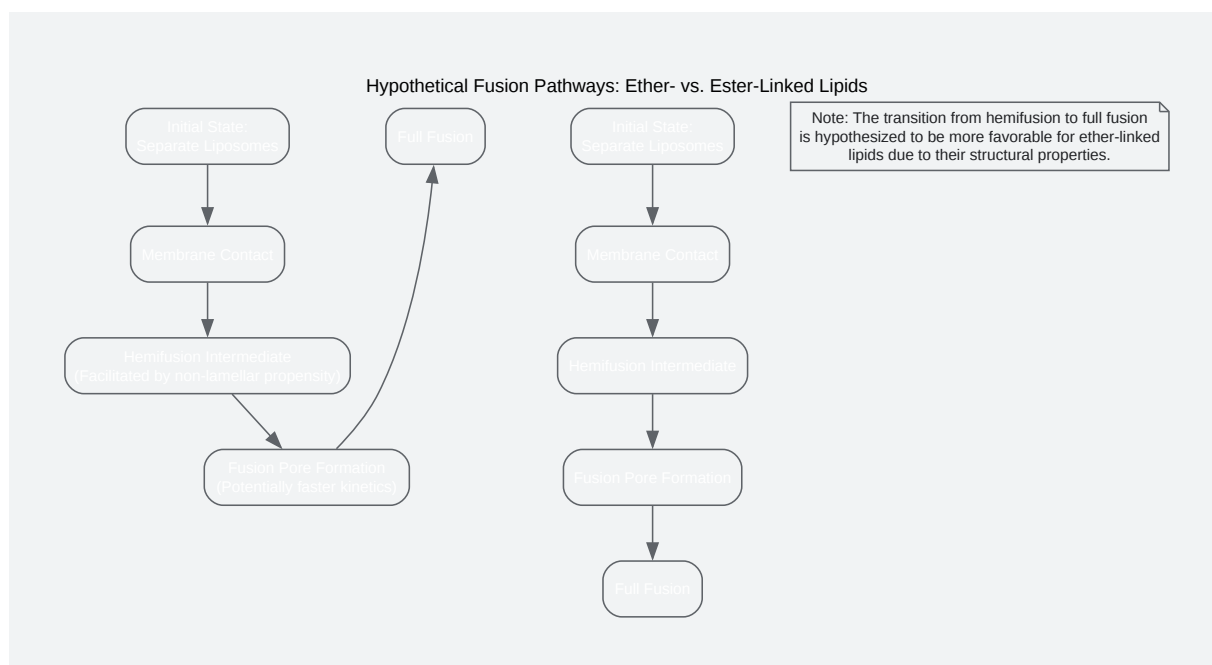 Hypothetical Fusion Pathways: Ether- vs. Ester-Linked Lipids
Initial State:
Separate Liposomes
Membrane Contact
Hemifusion Intermediate
(Facilitated by non-lamellar propensity)
Fusion Pore Formation
(Potentially faster kinetics)
Full Fusion
Initial State:
Separate Liposomes
Membrane Contact
Hemifusion Intermediate
Fusion Pore Formation
Full Fusion
Note: The transition from hemifusion to full fusion
is hypothesized to be more favorable for ether-linked
lipids due to their structural properties.